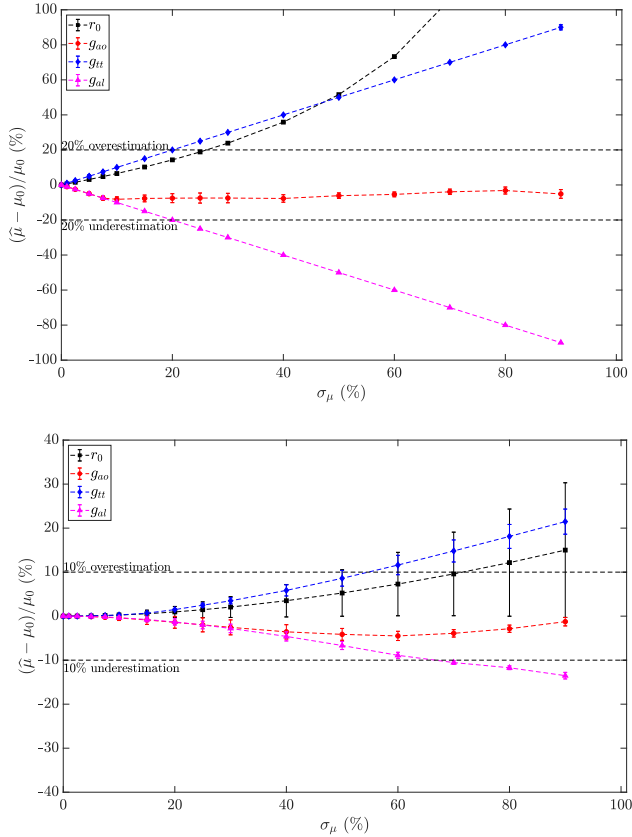 100
80
60
40
20
0
-20
-40
-60
-80
-100
(μ̂ − μ₀)/μ₀ (%)
r₀
gₐₒ
gₜₜ
gₐₗ
20% overestimation
20% underestimation
0 20 40 60 80 100
σ_μ (%)
40
30
20
10
0
-10
-20
-30
-40
(μ̂ − μ₀)/μ₀ (%)
r₀
gₐₒ
gₜₜ
gₐₗ
10% overestimation
10% underestimation
0 20 40 60 80 100
σ_μ (%)